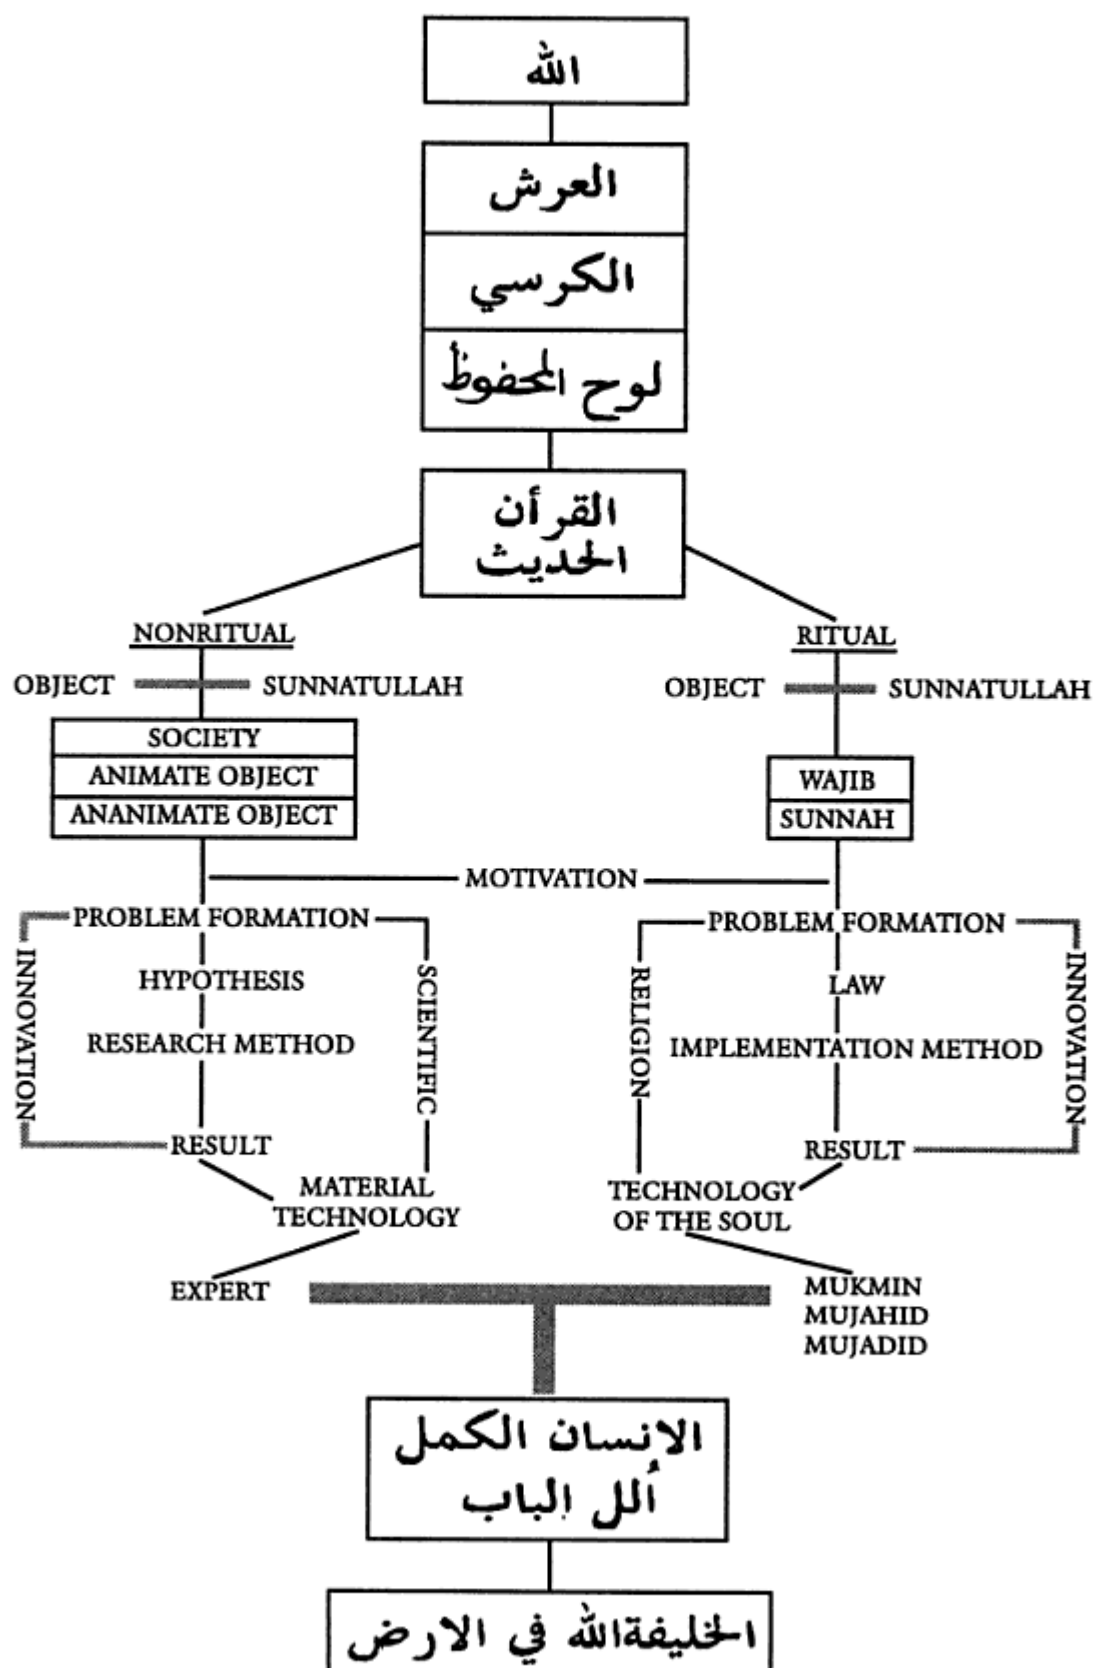 الله
العرش
الكرسي
لوح المحفوظ
القرأن
الحديث
NONRITUAL
RITUAL
OBJECT
SUNNATULLAH
OBJECT
SUNNATULLAH
SOCIETY
ANIMATE OBJECT
ANANIMATE OBJECT
WAJIB
SUNNAH
MOTIVATION
PROBLEM FORMATION
HYPOTHESIS
RESEARCH METHOD
RESULT
INNOVATION
SCIENTIFIC
PROBLEM FORMATION
LAW
IMPLEMENTATION METHOD
RESULT
RELIGION
INNOVATION
MATERIAL
TECHNOLOGY
TECHNOLOGY
OF THE SOUL
EXPERT
MUKMIN
MUJAHID
MUJADID
الانسان الكمل
ألل الباب
الخليفةالله في الارض